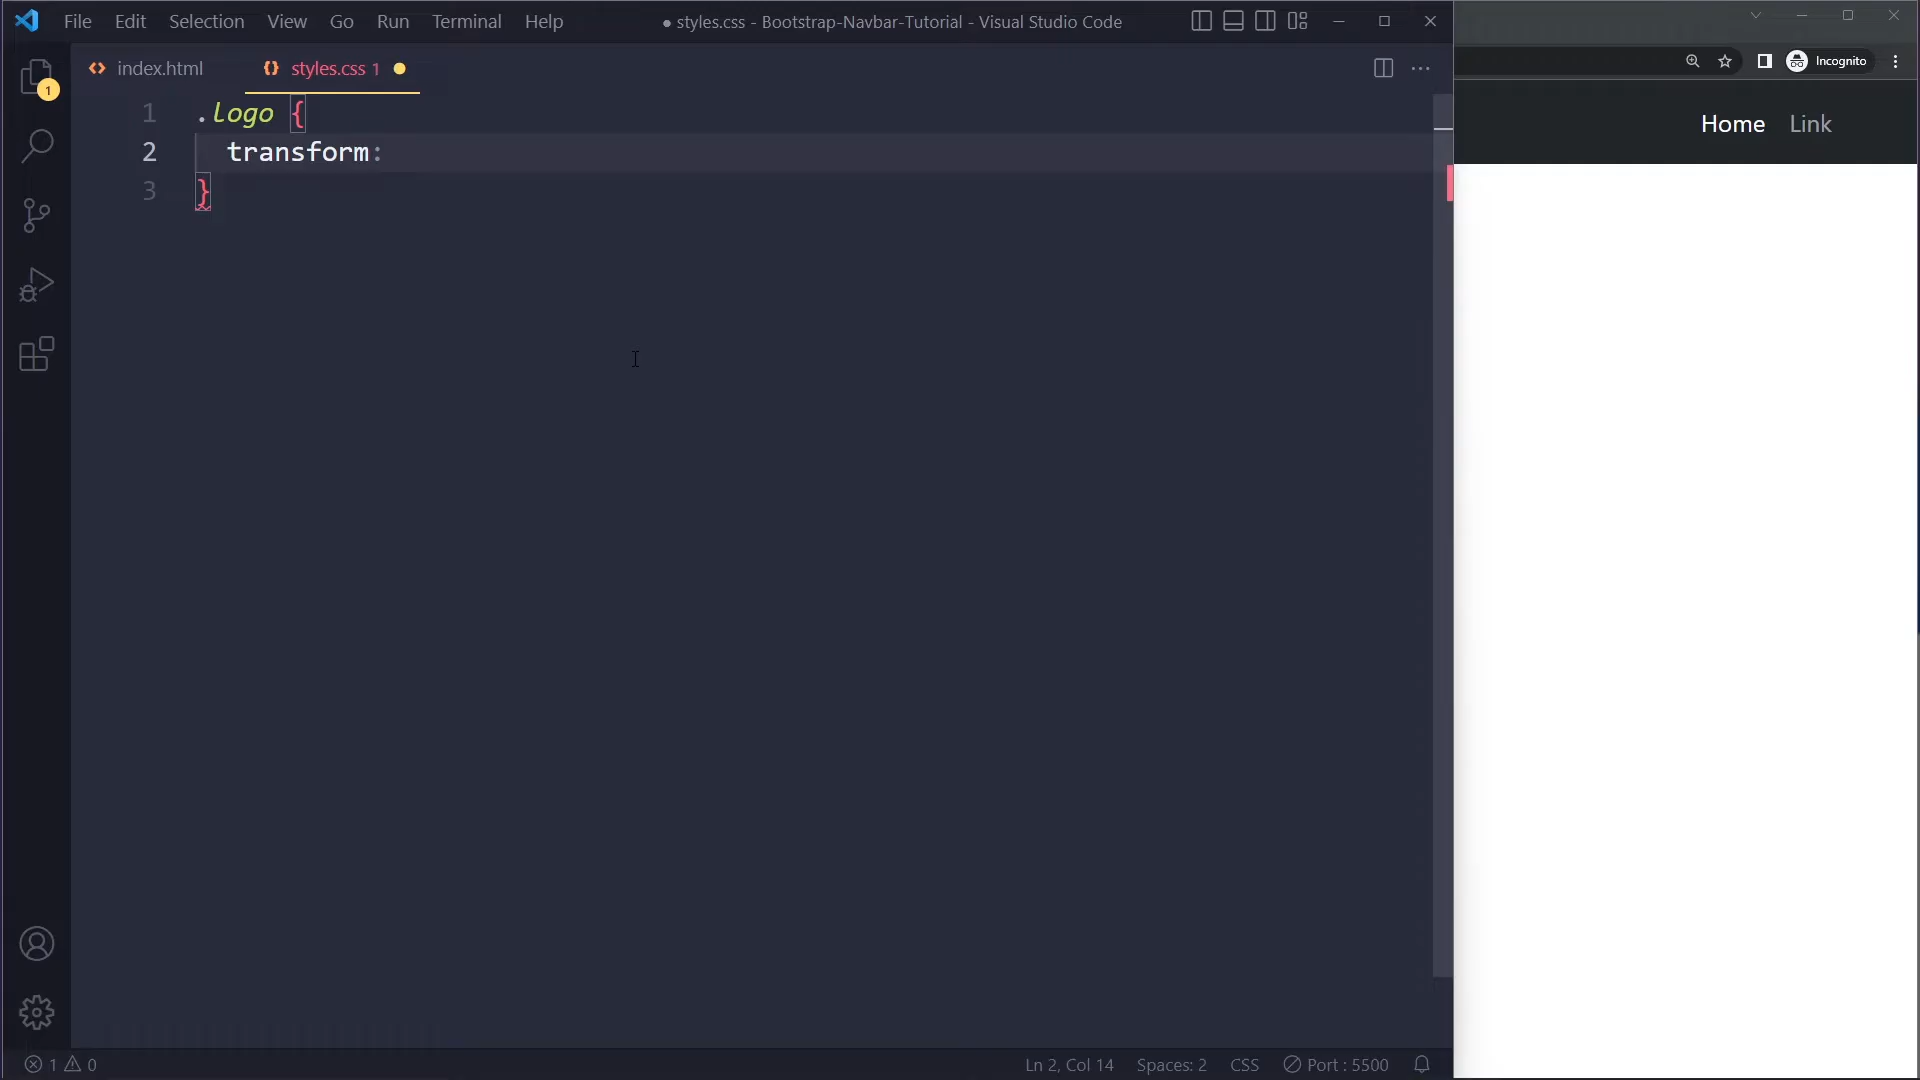 File Edit Selection View Go Run Terminal Help
● styles.css - Bootstrap-Navbar-Tutorial - Visual Studio Code
Incognito
index.html
{} styles.css 1
Home Link
1 .logo {
2 transform:
3 }
1
1 0
Ln 2, Col 14 Spaces: 2 CSS Port : 5500